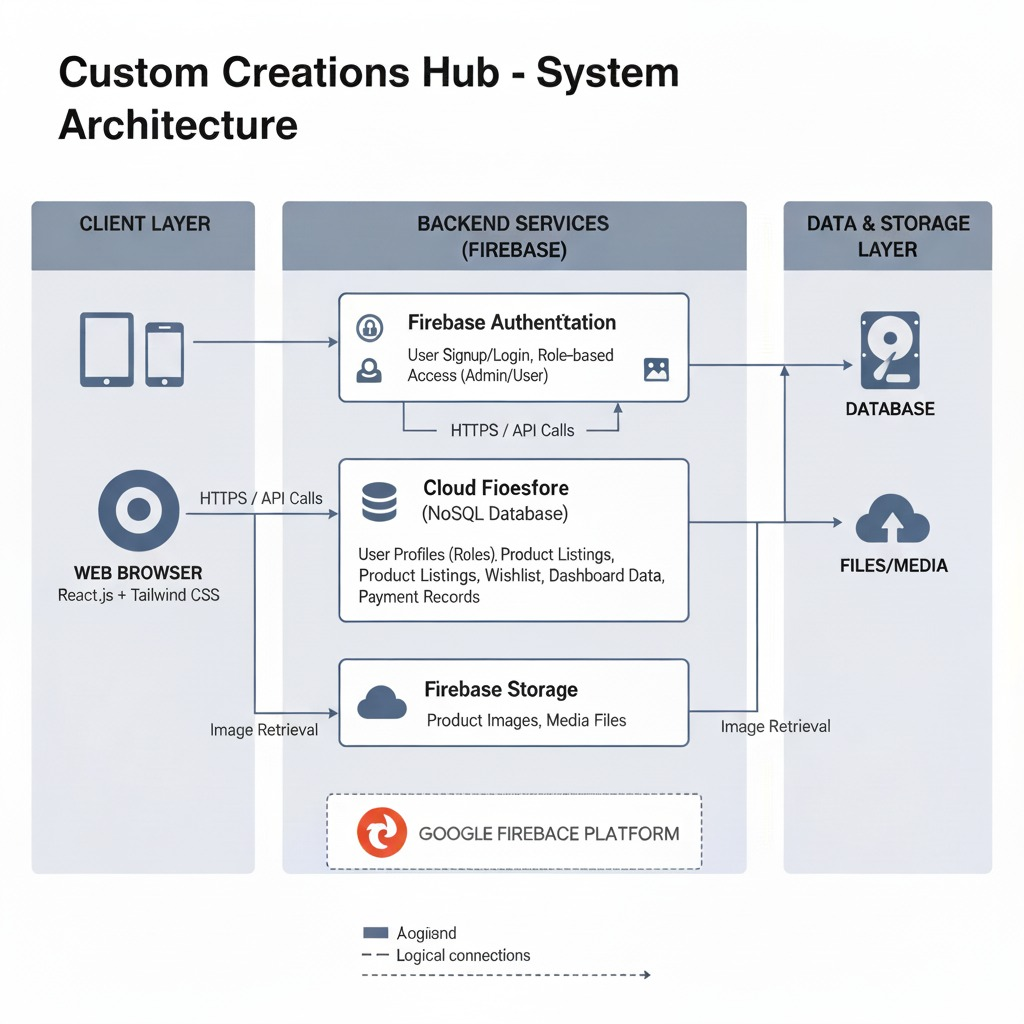 Custom Creations Hub - System
Architecture
CLIENT LAYER
BACKEND SERVICES
(FIREBASE)
DATA & STORAGE
LAYER
Firebase Authentitation
User Signup/Login, Role-based
Access (Admin/User)
HTTPS / API Calls
DATABASE
HTTPS / API Calls
WEB BROWSER
React.js + Tailwind CSS
Cloud Fioesfore
(NoSQL Database)
User Profiles (Roles), Product Listings,
Product Listings, Wishlist, Dashboard Data,
Payment Records
FILES/MEDIA
Firebase Storage
Product Images, Media Files
Image Retrieval
Image Retrieval
GOOGLE FIREBACE PLATFORM
Logical connections